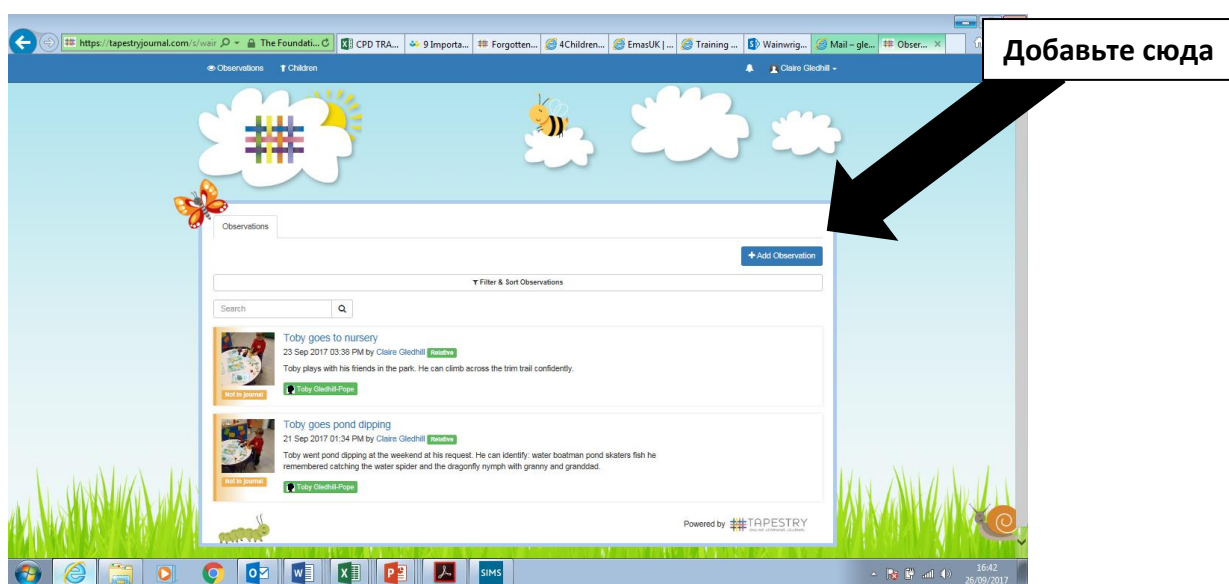 Добавьте сюда
https://tapestryjournal.com/s/wair
The Foundati...
CPD TRA...
9 Importa...
Forgotten...
4Children...
EmasUK | ...
Training ...
Wainwrig...
Mail – gle...
Obser...
Observations
Children
Claire Gledhill
Observations
+ Add Observation
Filter & Sort Observations
Search
Toby goes to nursery
23 Sep 2017 03:38 PM by Claire Gledhill Relative
Toby plays with his friends in the park. He can climb across the trim trail confidently.
Not in journal
Toby Gledhill-Pope
Toby goes pond dipping
21 Sep 2017 01:34 PM by Claire Gledhill Relative
Toby went pond dipping at the weekend at his request. He can identify: water boatman pond skaters fish he
remembered catching the water spider and the dragonfly nymph with granny and granddad.
Not in journal
Toby Gledhill-Pope
Powered by TAPESTRY
SIMS
16:42
26/09/2017